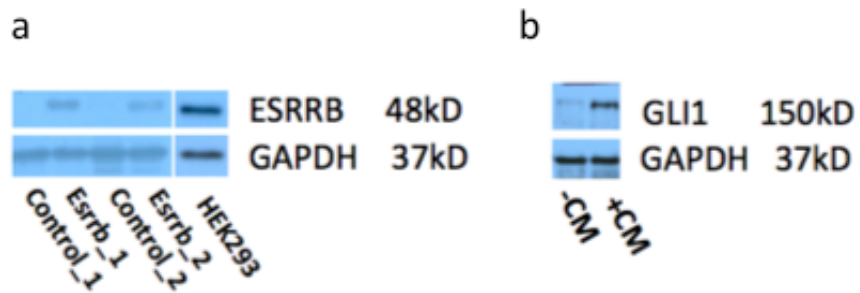 a
ESRRB 48kD
GAPDH 37kD
Control_1
Esrrb_1
Control_2
Esrrb_2
HEK293
b
GLI1 150kD
GAPDH 37kD
-CM
+CM